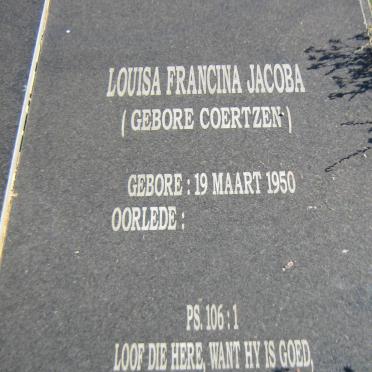 LOUISA FRANCINA JACOBA
( GEBORE COERTZEN )
GEBORE : 19 MAART 1950
OORLEDE :
PS. 106 : 1
LOOF DIE HERE, WANT HY IS GOED,